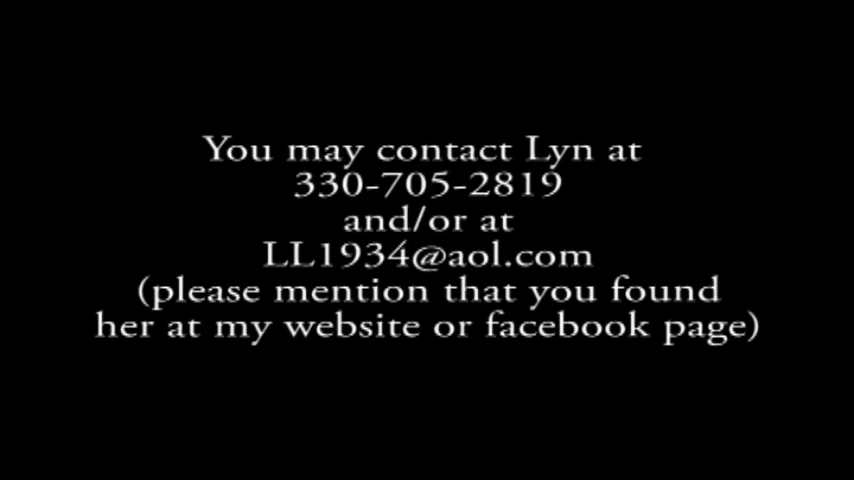 You may contact Lyn at
330-705-2819
and/or at
LL1934@aol.com
(please mention that you found
her at my website or facebook page)